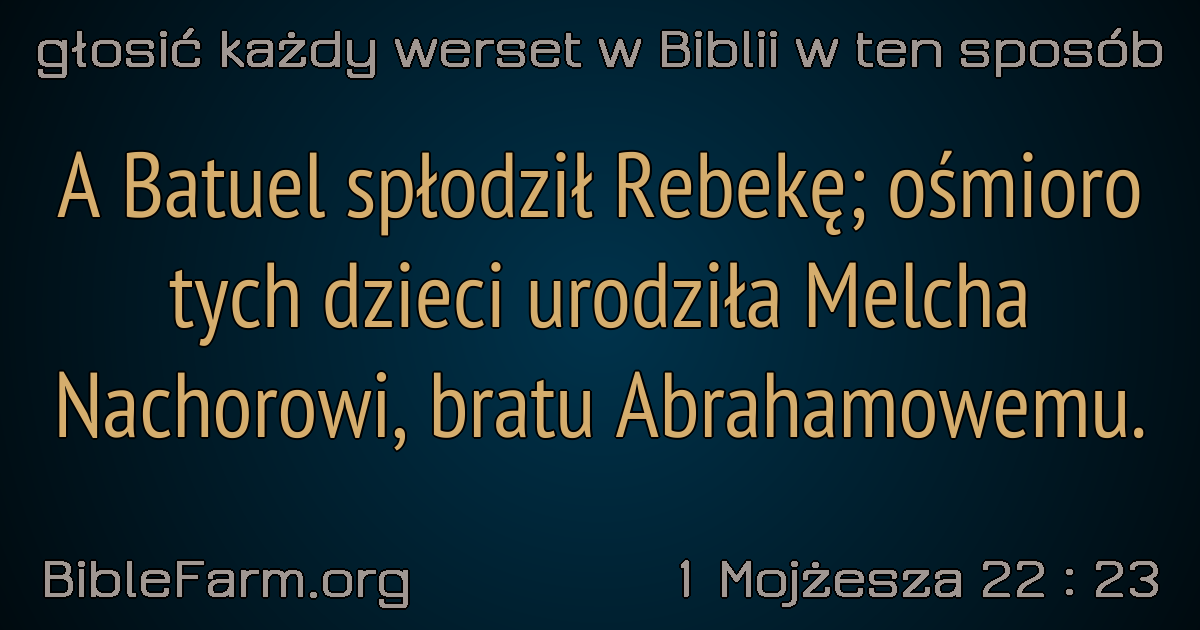 głosić każdy werset w Biblii w ten sposób
A Batuel spłodził Rebekę; ośmioro
tych dzieci urodziła Melcha
Nachorowi, bratu Abrahamowemu.
BibleFarm.org
1 Mojżesza 22 : 23